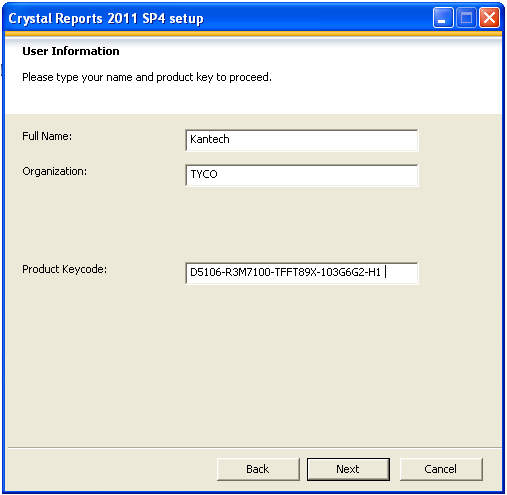 Crystal Reports 2011 SP4 setup
User Information
Please type your name and product key to proceed.
Full Name:
Kantech
Organization:
TYCO
Product Keycode:
D5106-R3M7100-TFFT89X-103G6G2-H1
Back
Next
Cancel